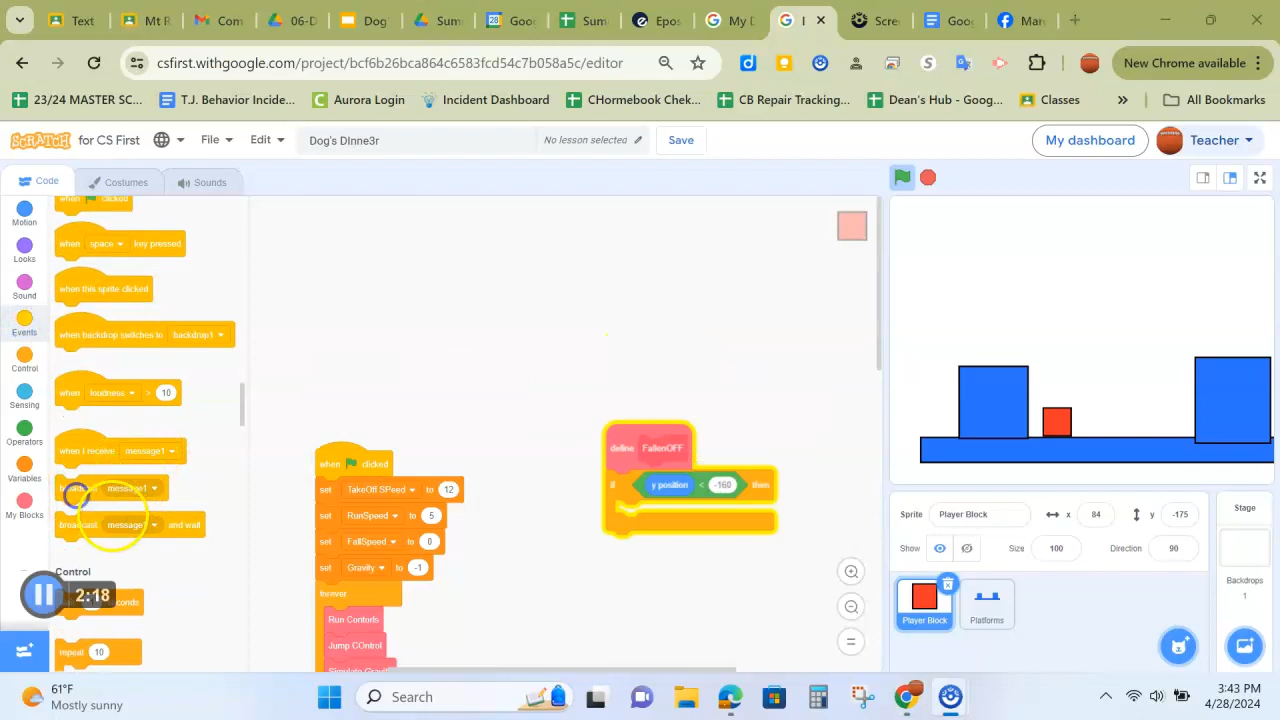 Text
Mt R
Com
06-D
Dog
Sum
28 Goo
Sum
Epos
My D
I
Scre
Goo
Mar
csfirst.withgoogle.com/project/bcf6b26bca864c6583fcd54c7b058a5c/editor
New Chrome available
23/24 MASTER SC...
T.J. Behavior Incide...
Aurora Login
Incident Dashboard
CHormebook Chek...
CB Repair Tracking...
Dean's Hub - Goog...
Classes
All Bookmarks
SCRATCH for CS First
File
Edit
Dog's DInne3r
No lesson selected
Save
My dashboard
Teacher
Code
Costumes
Sounds
Motion
Looks
Sound
Events
Control
Sensing
Operators
Variables
My Blocks
when clicked
when space key pressed
when this sprite clicked
when backdrop switches to backdrop1
when loudness > 10
when I receive message1
broadcast message1
broadcast message1 and wait
Control
2:18
repeat 10
when clicked
set TakeOff SPeed to 12
set RunSpeed to 5
set FallSpeed to 0
set Gravity to -1
forever
Run Contorls
Jump COntrol
define FallenOFF
if y position < -160 then
Sprite Player Block x 84 y -175
Show Size 100 Direction 90
Player Block
Platforms
Stage
Backdrops
1
61°F
Mostly sunny
Search
3:43 PM
4/28/2024